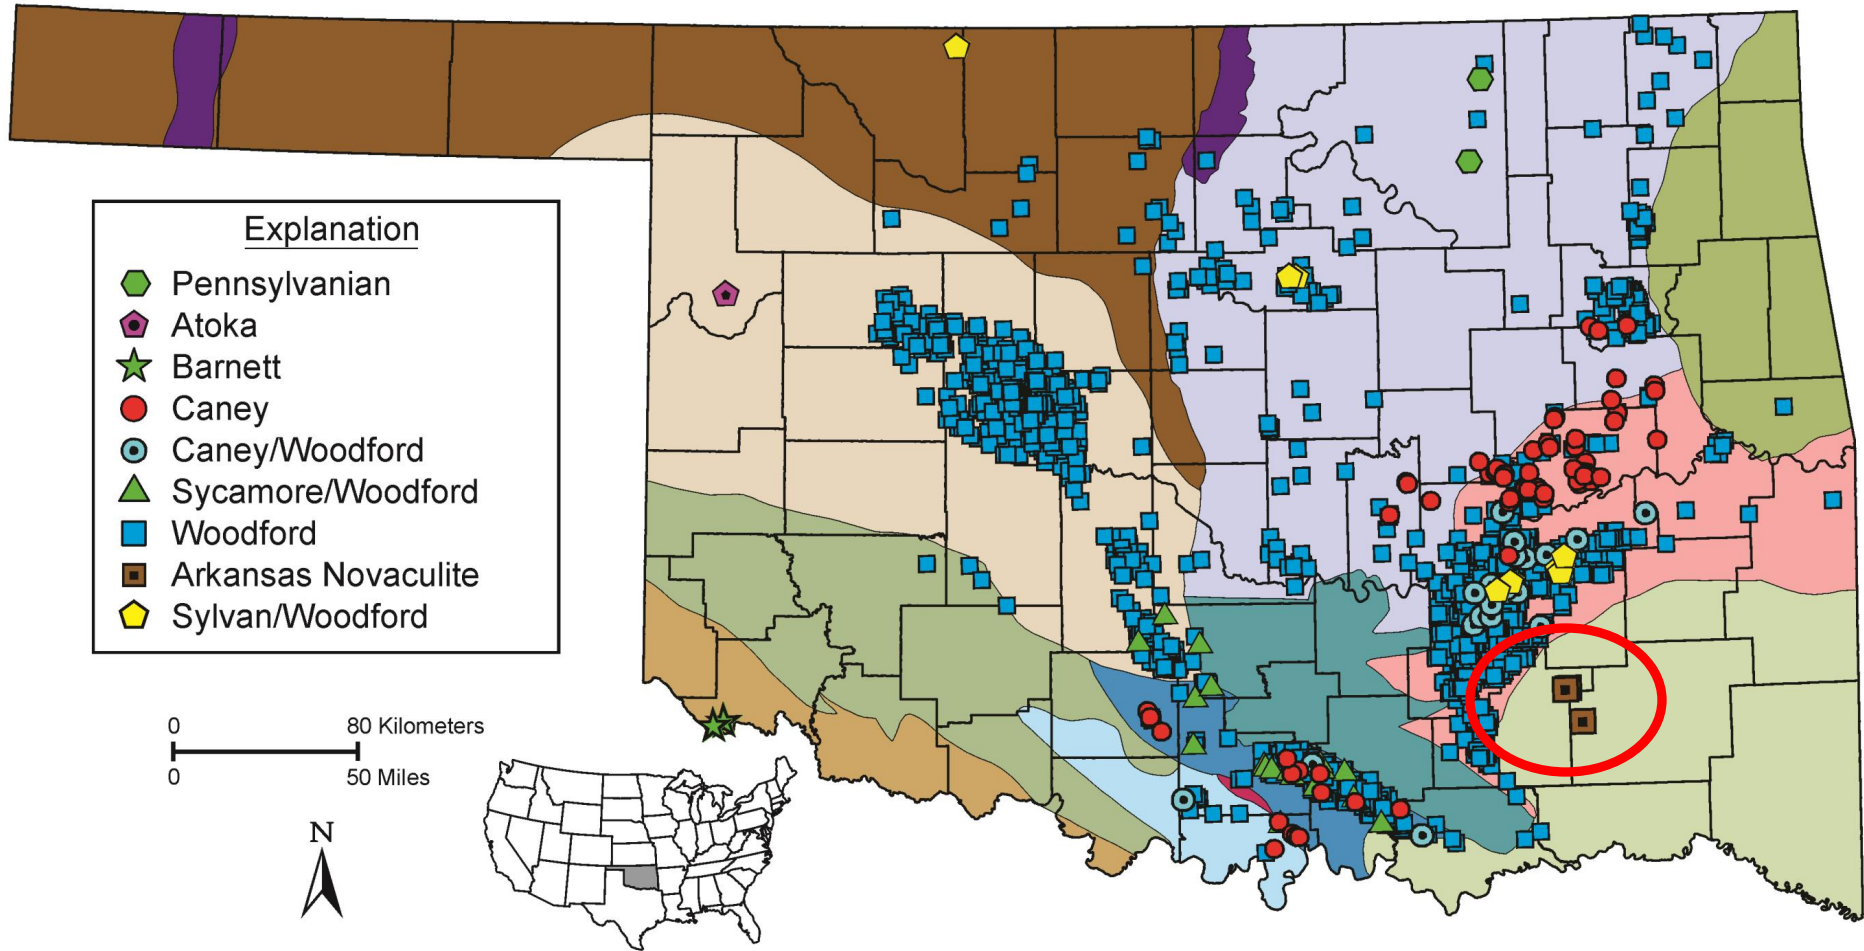 Explanation
Pennsylvanian
Atoka
Barnett
Caney
Caney/Woodford
Sycamore/Woodford
Woodford
Arkansas Novaculite
Sylvan/Woodford
0 80 Kilometers
0 50 Miles
N